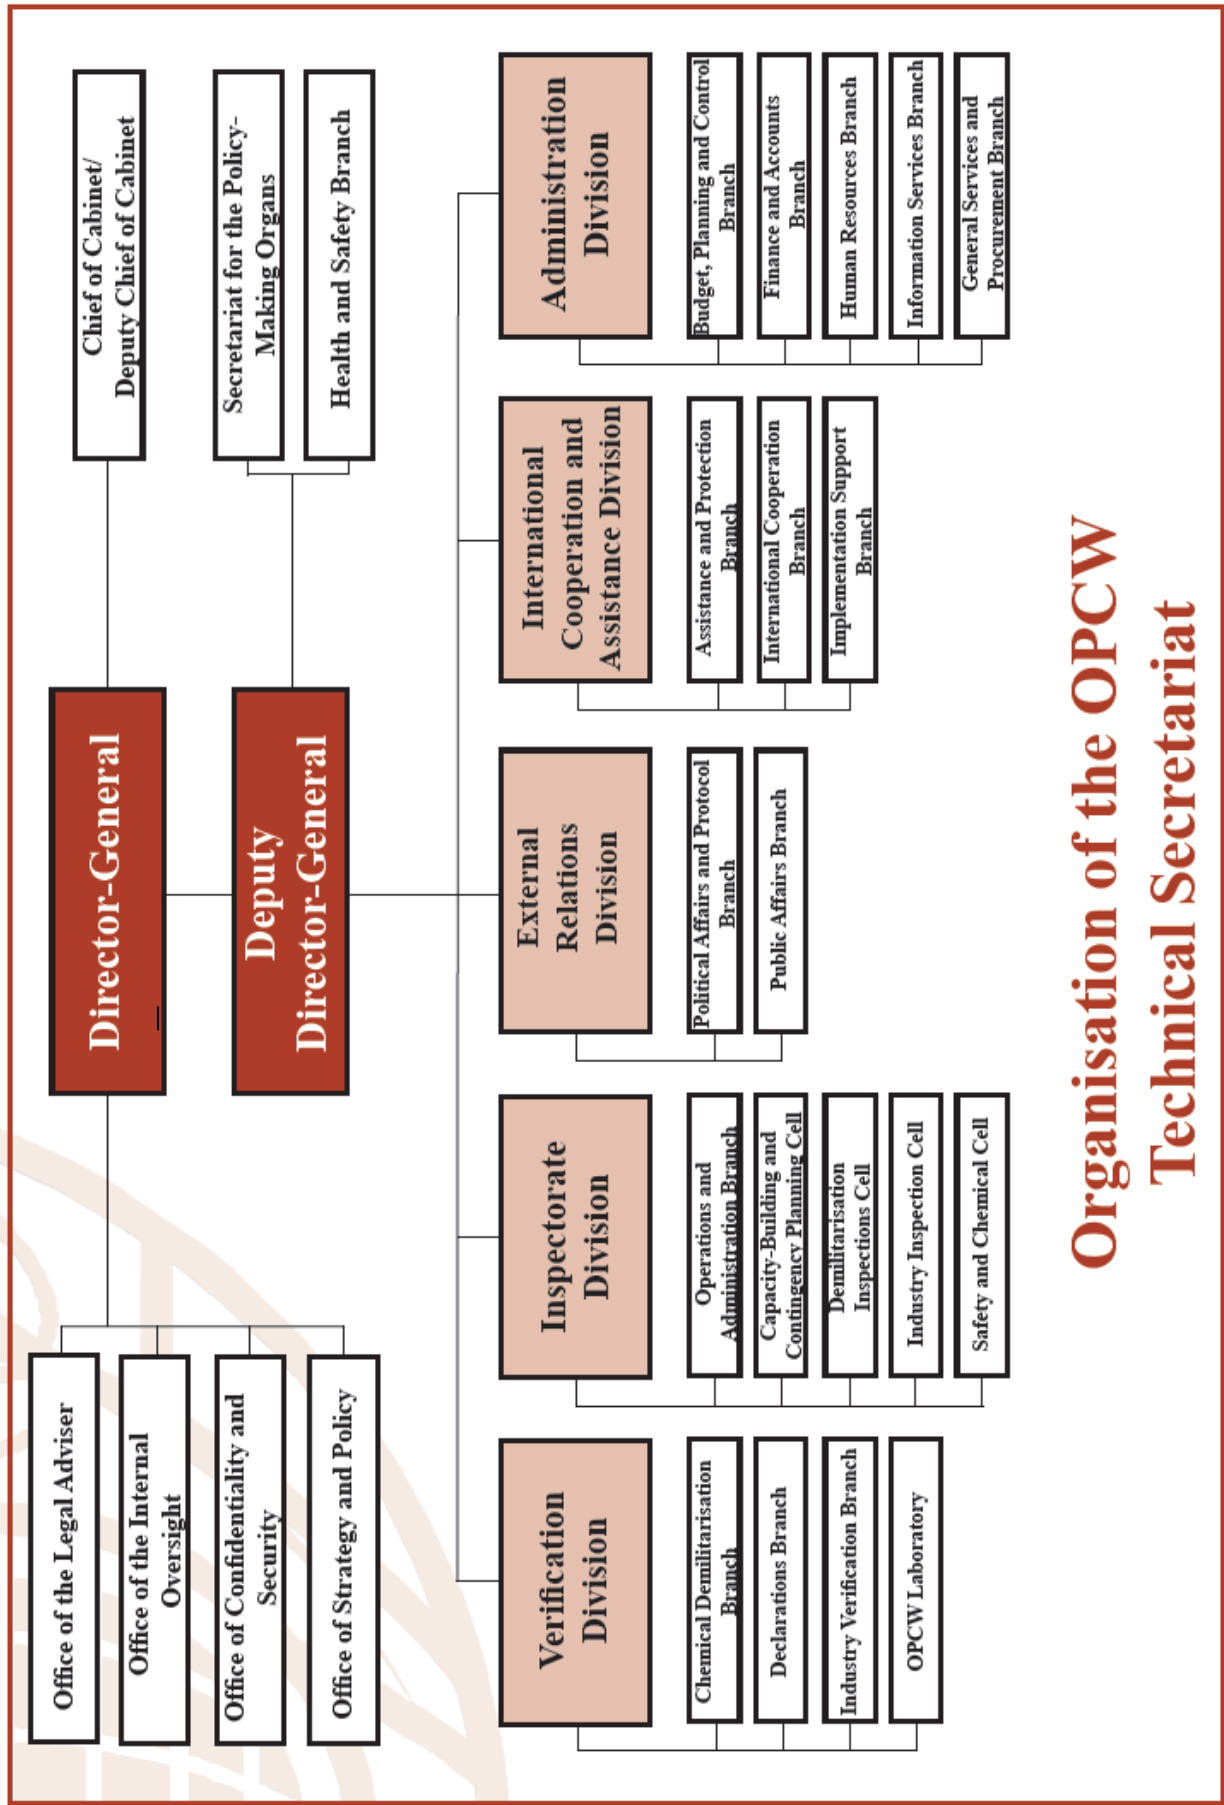 Office of the Legal Adviser
Office of the Internal
Oversight
Office of Confidentiality and
Security
Office of Strategy and Policy
Director-General
Deputy
Director-General
Chief of Cabinet/
Deputy Chief of Cabinet
Secretariat for the Policy-
Making Organs
Health and Safety Branch
Verification
Division
Chemical Demilitarisation
Branch
Declarations Branch
Industry Verification Branch
OPCW Laboratory
Inspectorate
Division
Operations and
Administration Branch
Capacity-Building and
Contingency Planning Cell
Demilitarisation
Inspections Cell
Industry Inspection Cell
Safety and Chemical Cell
External
Relations
Division
Political Affairs and Protocol
Branch
Public Affairs Branch
International
Cooperation and
Assistance Division
Assistance and Protection
Branch
International Cooperation
Branch
Implementation Support
Branch
Administration
Division
Budget, Planning and Control
Branch
Finance and Accounts
Branch
Human Resources Branch
Information Services Branch
General Services and
Procurement Branch
Organisation of the OPCW
Technical Secretariat